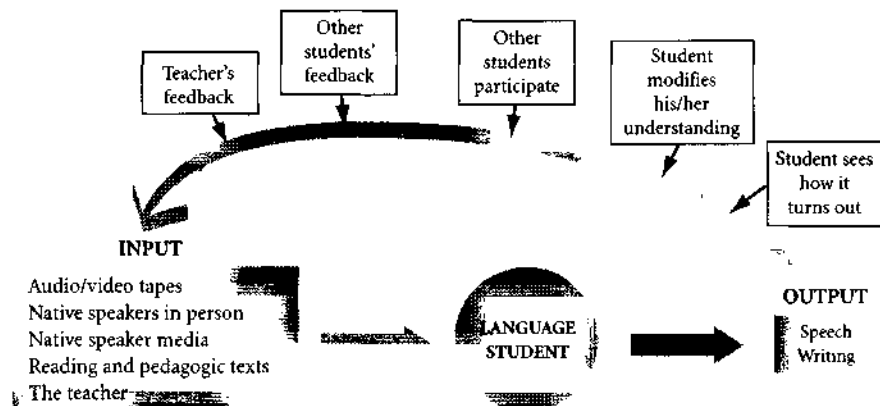 Teacher's
feedback
Other
students'
feedback
Other
students
participate
Student
modifies
his/her
understanding
Student sees
how it
turns out
INPUT
Audio/video tapes
Native speakers in person
Native speaker media
Reading and pedagogic texts
The teacher
LANGUAGE
STUDENT
OUTPUT
Speech
Writing